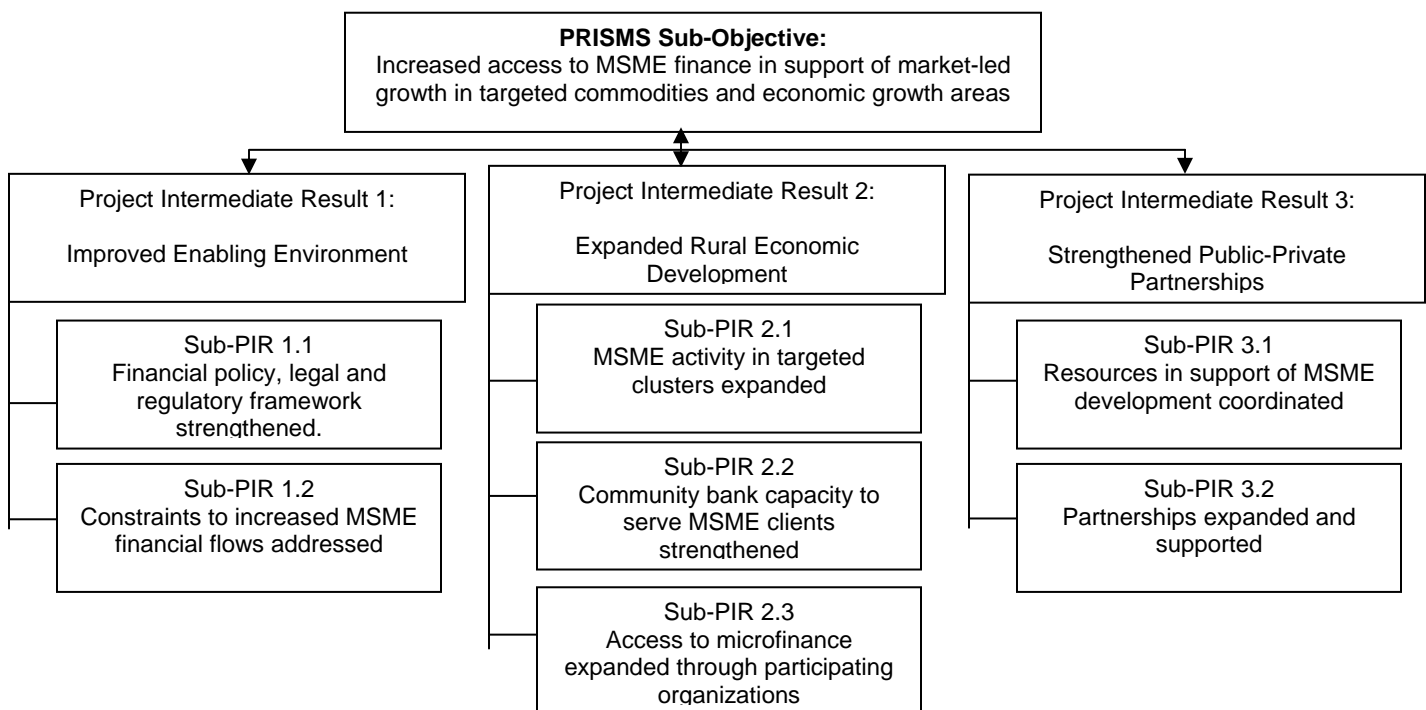 PRISMS Sub-Objective:
Increased access to MSME finance in support of market-led
growth in targeted commodities and economic growth areas
Project Intermediate Result 1:
Improved Enabling Environment
Sub-PIR 1.1
Financial policy, legal and
regulatory framework
strengthened.
Sub-PIR 1.2
Constraints to increased MSME
financial flows addressed
Project Intermediate Result 2:
Expanded Rural Economic
Development
Sub-PIR 2.1
MSME activity in targeted
clusters expanded
Sub-PIR 2.2
Community bank capacity to
serve MSME clients
strengthened
Sub-PIR 2.3
Access to microfinance
expanded through participating
organizations
Project Intermediate Result 3:
Strengthened Public-Private
Partnerships
Sub-PIR 3.1
Resources in support of MSME
development coordinated
Sub-PIR 3.2
Partnerships expanded and
supported